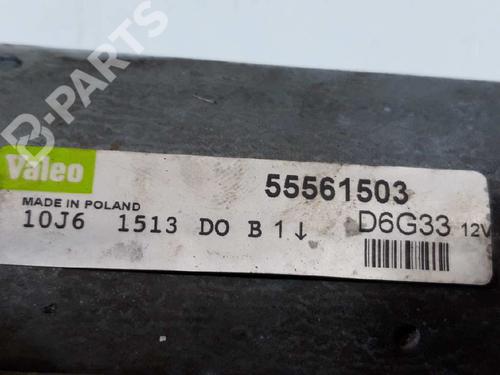 B-PARTS
Valeo
55561503
MADE IN POLAND
10J6 1513 DO B 1↓
D6G33 12V